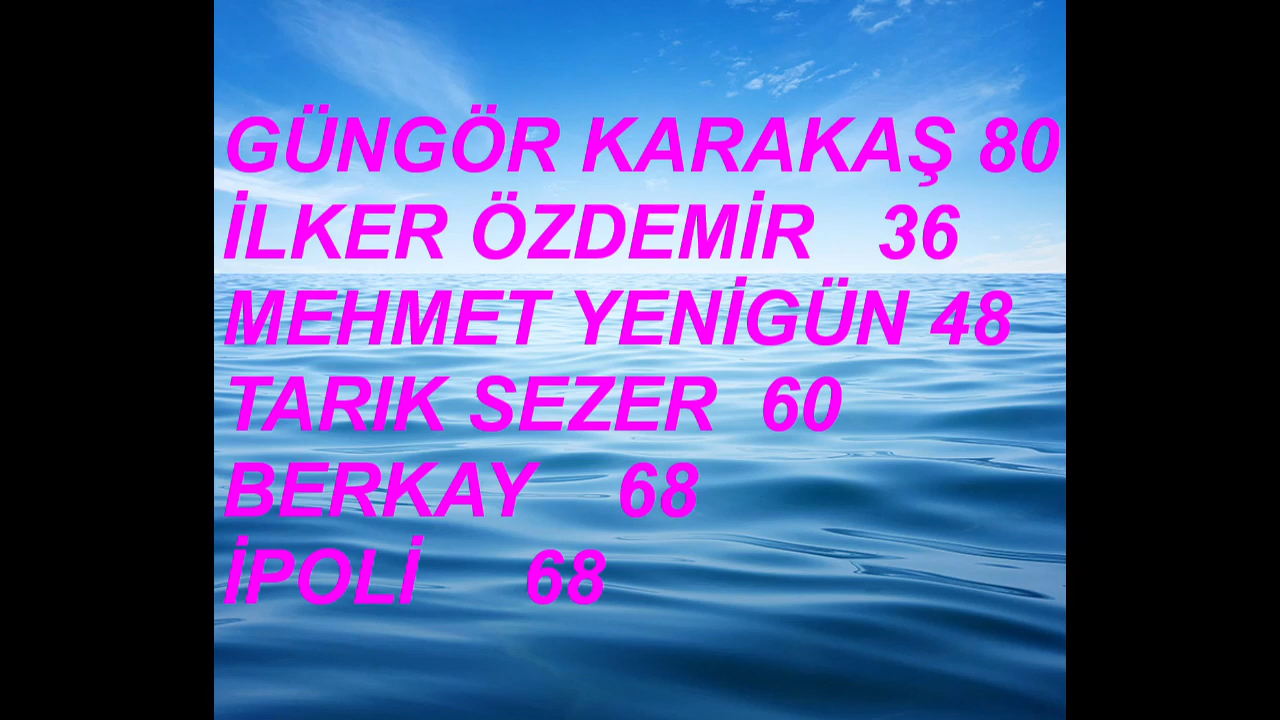 GÜNGÖR KARAKAŞ 80
İLKER ÖZDEMİR 36
MEHMET YENİGÜN 48
TARIK SEZER 60
BERKAY 68
İPOLİ 68